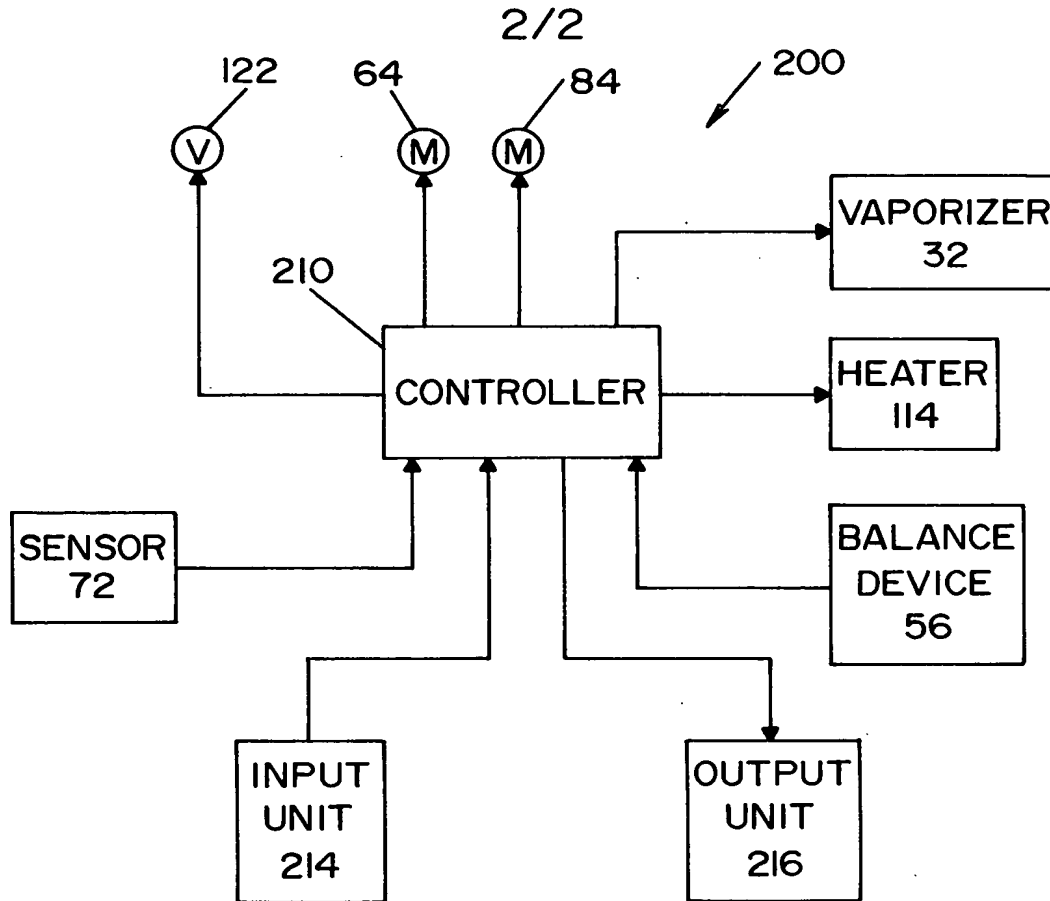 2/2
122
64
84
200
V
M
M
VAPORIZER
32
210
CONTROLLER
HEATER
114
SENSOR
72
BALANCE
DEVICE
56
INPUT
UNIT
214
OUTPUT
UNIT
216